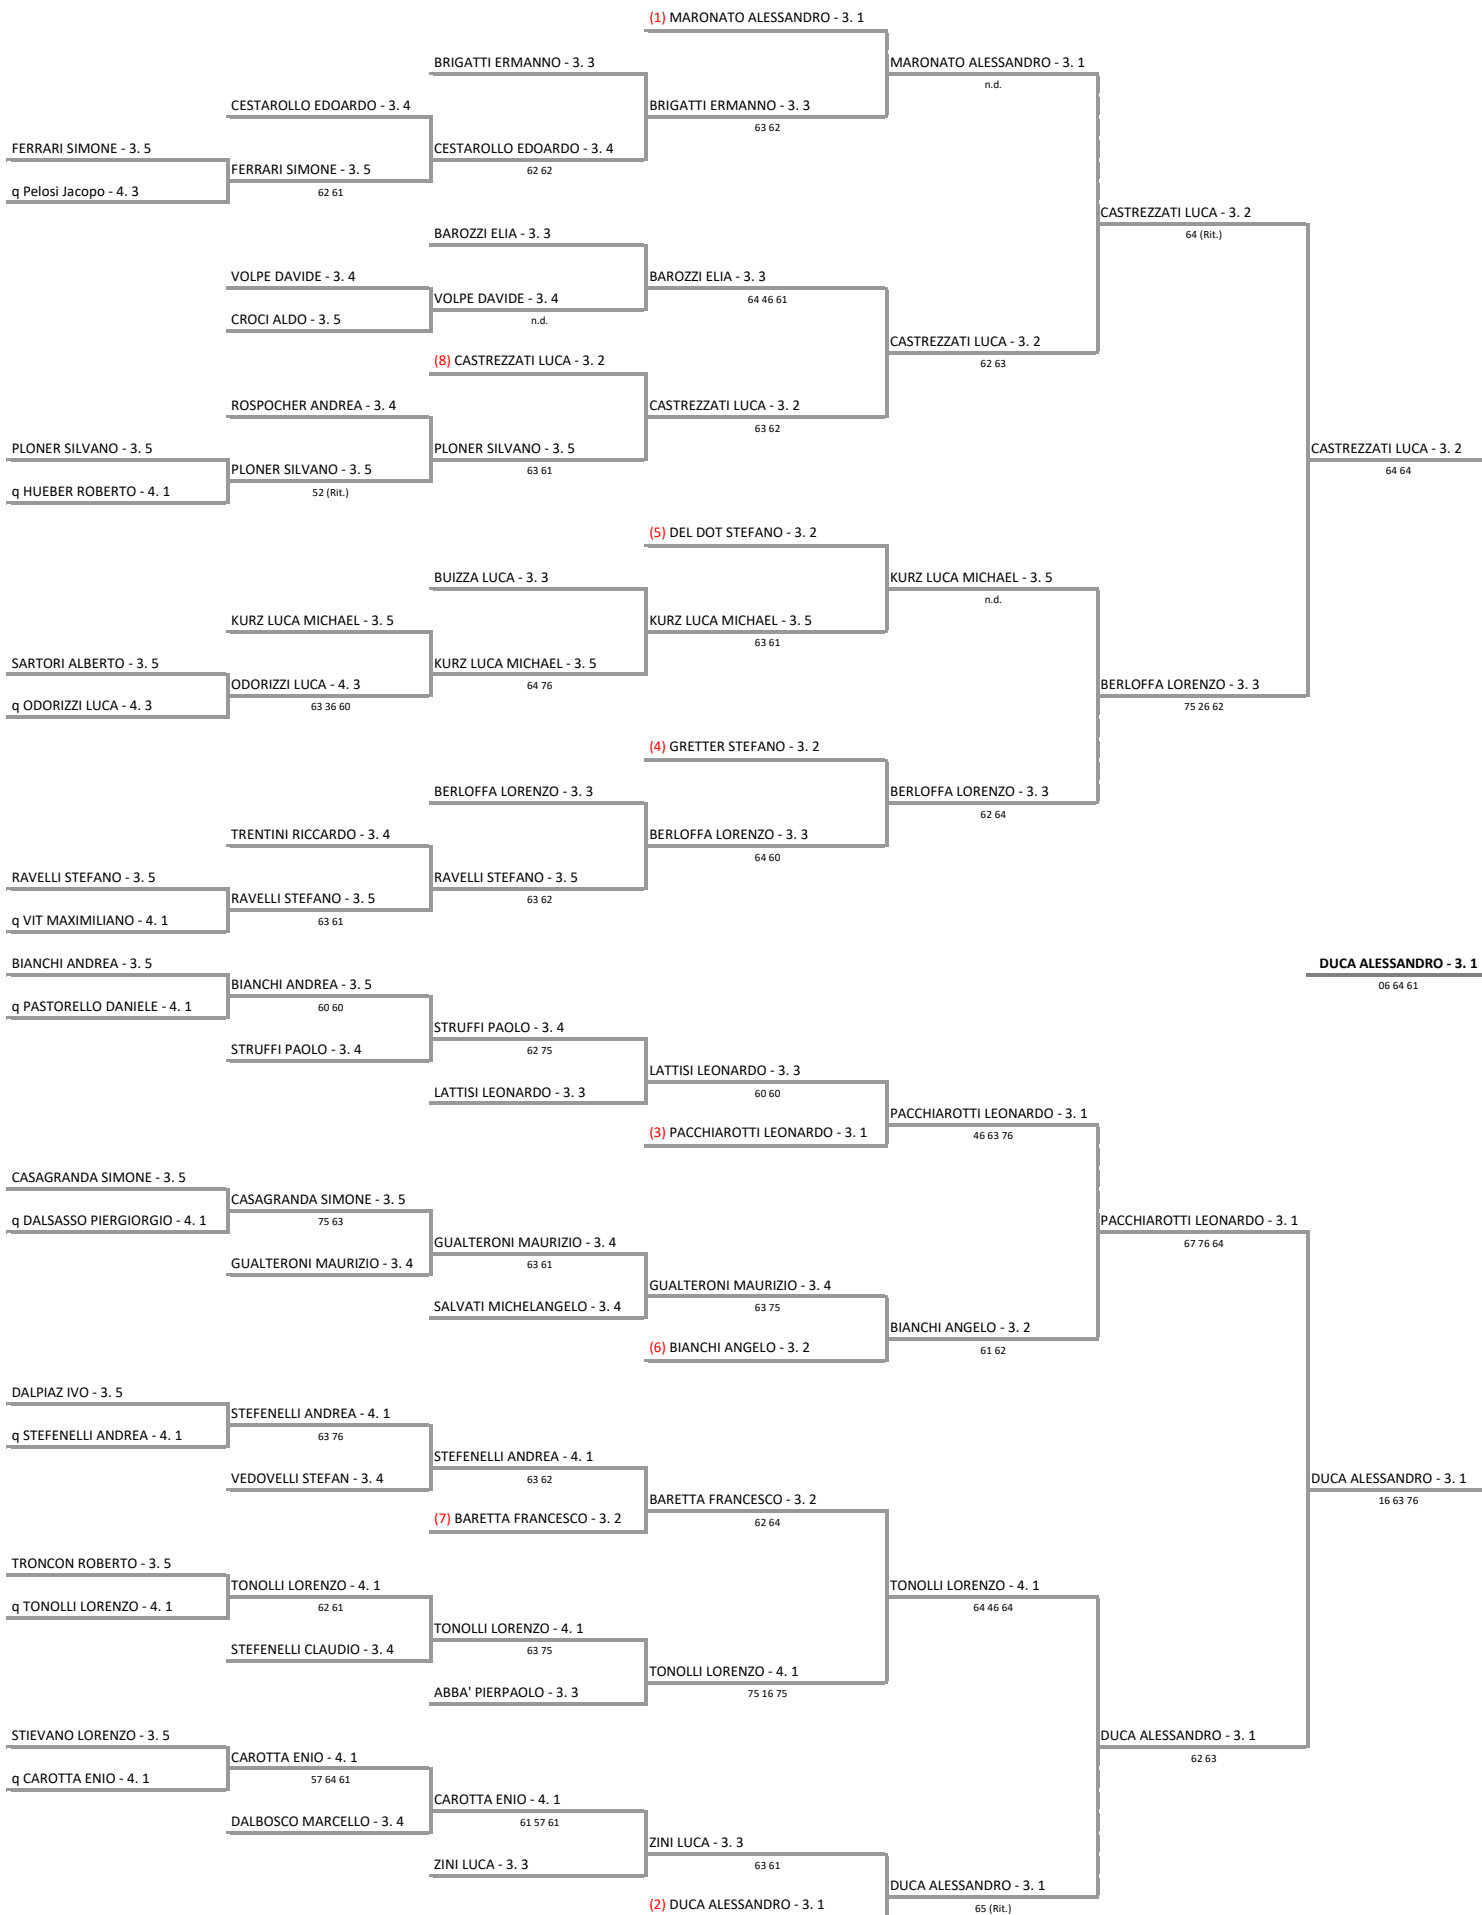 (1) MARONATO ALESSANDRO - 3. 1
BRIGATTI ERMANNO - 3. 3
MARONATO ALESSANDRO - 3. 1
n.d.
CESTAROLLO EDOARDO - 3. 4
BRIGATTI ERMANNO - 3. 3
63 62
FERRARI SIMONE - 3. 5
CESTAROLLO EDOARDO - 3. 4
62 62
FERRARI SIMONE - 3. 5
62 61
q Pelosi Jacopo - 4. 3
CASTREZZATI LUCA - 3. 2
64 (Rit.)
BAROZZI ELIA - 3. 3
VOLPE DAVIDE - 3. 4
BAROZZI ELIA - 3. 3
64 46 61
VOLPE DAVIDE - 3. 4
n.d.
CROCI ALDO - 3. 5
CASTREZZATI LUCA - 3. 2
62 63
(8) CASTREZZATI LUCA - 3. 2
ROSPOCHER ANDREA - 3. 4
CASTREZZATI LUCA - 3. 2
63 62
PLONER SILVANO - 3. 5
PLONER SILVANO - 3. 5
63 61
CASTREZZATI LUCA - 3. 2
64 64
PLONER SILVANO - 3. 5
52 (Rit.)
q HUEBER ROBERTO - 4. 1
(5) DEL DOT STEFANO - 3. 2
BUIZZA LUCA - 3. 3
KURZ LUCA MICHAEL - 3. 5
n.d.
KURZ LUCA MICHAEL - 3. 5
KURZ LUCA MICHAEL - 3. 5
63 61
SARTORI ALBERTO - 3. 5
KURZ LUCA MICHAEL - 3. 5
64 76
ODORIZZI LUCA - 4. 3
63 36 60
BERLOFFA LORENZO - 3. 3
75 26 62
q ODORIZZI LUCA - 4. 3
(4) GRETTER STEFANO - 3. 2
BERLOFFA LORENZO - 3. 3
BERLOFFA LORENZO - 3. 3
62 64
TRENTINI RICCARDO - 3. 4
BERLOFFA LORENZO - 3. 3
64 60
RAVELLI STEFANO - 3. 5
RAVELLI STEFANO - 3. 5
63 62
RAVELLI STEFANO - 3. 5
63 61
q VIT MAXIMILIANO - 4. 1
BIANCHI ANDREA - 3. 5
DUCA ALESSANDRO - 3. 1
06 64 61
BIANCHI ANDREA - 3. 5
60 60
q PASTORELLO DANIELE - 4. 1
STRUFFI PAOLO - 3. 4
62 75
STRUFFI PAOLO - 3. 4
LATTISI LEONARDO - 3. 3
60 60
LATTISI LEONARDO - 3. 3
PACCHIAROTTI LEONARDO - 3. 1
46 63 76
(3) PACCHIAROTTI LEONARDO - 3. 1
CASAGRANDA SIMONE - 3. 5
CASAGRANDA SIMONE - 3. 5
75 63
q DALSASSO PIERGIORGIO - 4. 1
PACCHIAROTTI LEONARDO - 3. 1
67 76 64
GUALTERONI MAURIZIO - 3. 4
63 61
GUALTERONI MAURIZIO - 3. 4
GUALTERONI MAURIZIO - 3. 4
63 75
SALVATI MICHELANGELO - 3. 4
BIANCHI ANGELO - 3. 2
61 62
(6) BIANCHI ANGELO - 3. 2
DALPIAZ IVO - 3. 5
STEFENELLI ANDREA - 4. 1
63 76
q STEFENELLI ANDREA - 4. 1
STEFENELLI ANDREA - 4. 1
63 62
VEDOVELLI STEFAN - 3. 4
DUCA ALESSANDRO - 3. 1
16 63 76
BARETTA FRANCESCO - 3. 2
62 64
(7) BARETTA FRANCESCO - 3. 2
TRONCON ROBERTO - 3. 5
TONOLLI LORENZO - 4. 1
62 61
TONOLLI LORENZO - 4. 1
64 46 64
q TONOLLI LORENZO - 4. 1
TONOLLI LORENZO - 4. 1
63 75
STEFENELLI CLAUDIO - 3. 4
TONOLLI LORENZO - 4. 1
75 16 75
ABBA' PIERPAOLO - 3. 3
STIEVANO LORENZO - 3. 5
DUCA ALESSANDRO - 3. 1
62 63
CAROTTA ENIO - 4. 1
57 64 61
q CAROTTA ENIO - 4. 1
CAROTTA ENIO - 4. 1
61 57 61
DALBOSCO MARCELLO - 3. 4
ZINI LUCA - 3. 3
63 61
ZINI LUCA - 3. 3
DUCA ALESSANDRO - 3. 1
65 (Rit.)
(2) DUCA ALESSANDRO - 3. 1